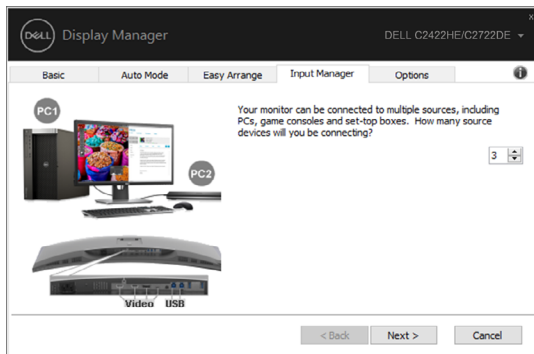 DELL Display Manager
DELL C2422HE/C2722DE
x
Basic
Auto Mode
Easy Arrange
Input Manager
Options
PC1
PC2
Video USB
Your monitor can be connected to multiple sources, including
PCs, game consoles and set-top boxes. How many source
devices will you be connecting?
3
< Back
Next >
Cancel